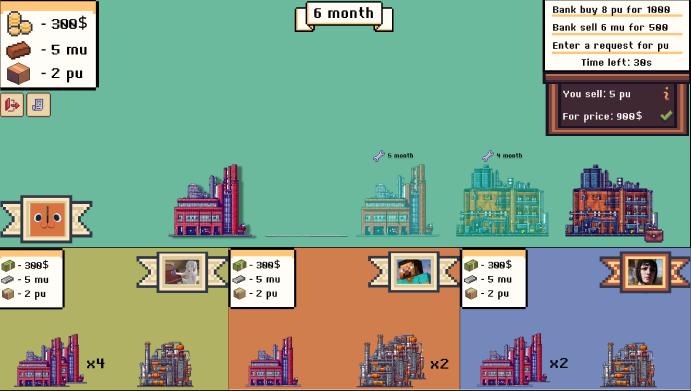 6 month
- 300$
- 5 mu
- 2 pu
Bank buy 8 pu for 1000
Bank sell 6 mu for 500
Enter a request for pu
Time left: 30s
You sell: 5 pu
For price: 900$
5 month
4 month
- 300$
- 5 mu
- 2 pu
x4
- 300$
- 5 mu
- 2 pu
x2
- 300$
- 5 mu
- 2 pu
x2